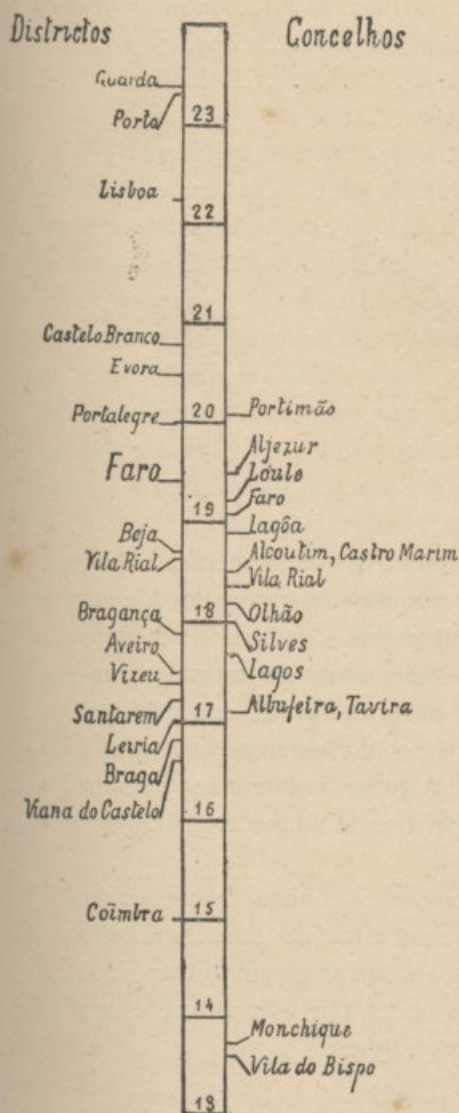 Districtos Concelhos
Guarda
Porto
23
Lisboa
22
21
Castelo Branco
Evora
Portalegre 20 Portimão
Aljezur
Faro Loulé
Faro
19
Lagôa
Beja
Vila Rial Alcoutim, Castro Marim
Vila Rial
Bragança 18 Olhão
Aveiro Silves
Vizeu Lagos
Santarem 17 Albufeira, Tavira
Leiria
Braga
Viana do Castelo 16
Coïmbra 15
14
Monchique
Vila do Bispo
13